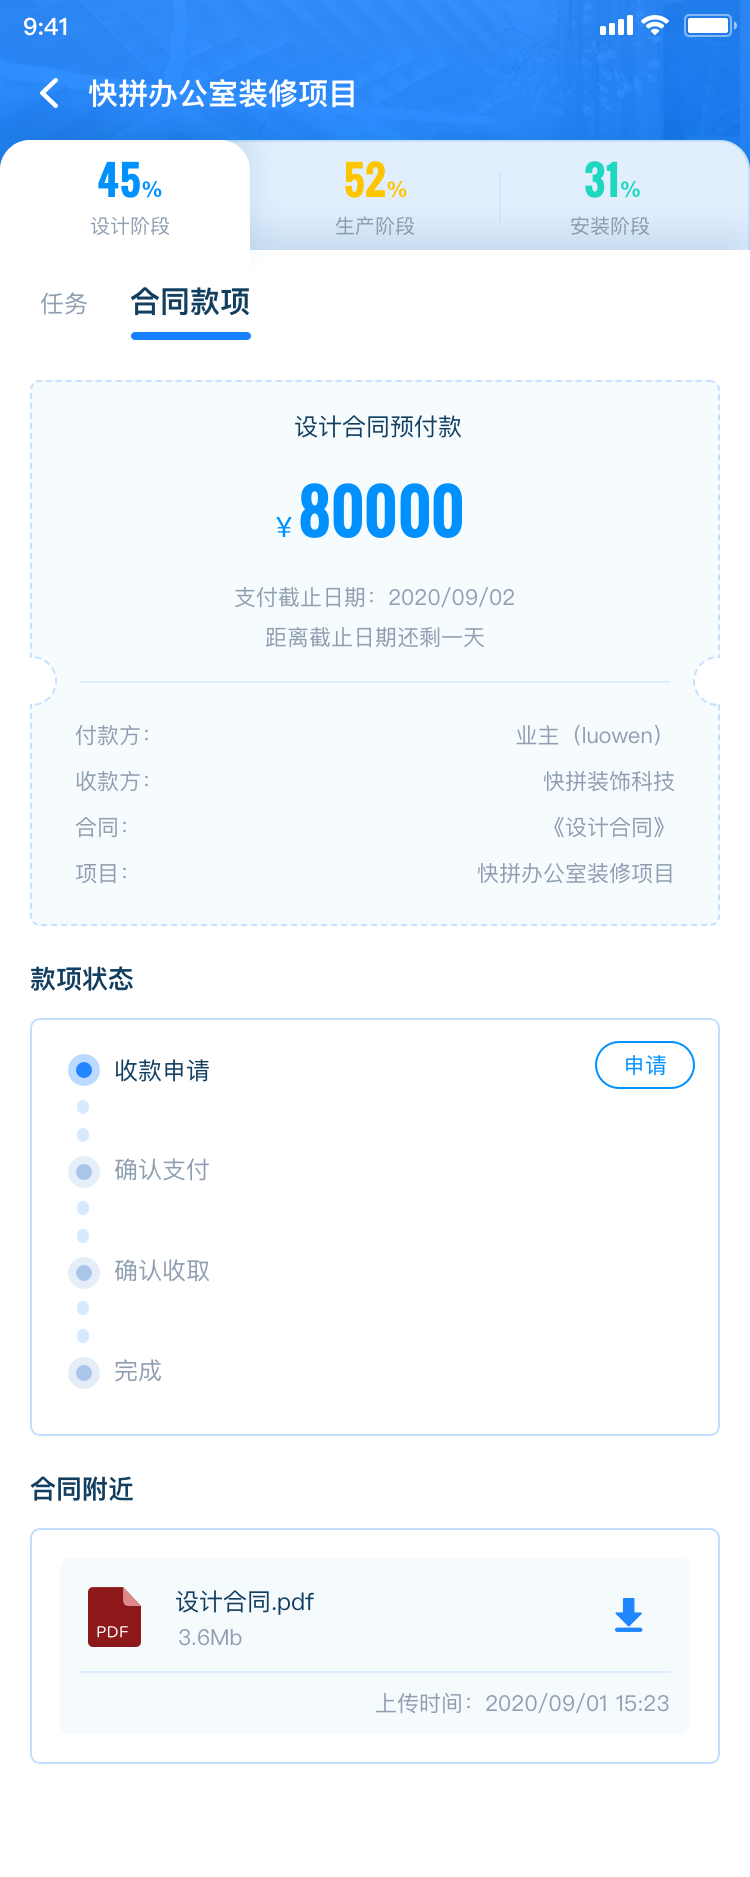 9:41
快拼办公室装修项目
45% 52% 31%
设计阶段 生产阶段 安装阶段
任务 合同款项
设计合同预付款
¥80000
支付截止日期：2020/09/02
距离截止日期还剩一天
付款方： 业主（luowen）
收款方： 快拼装饰科技
合同： 《设计合同》
项目： 快拼办公室装修项目
款项状态
收款申请 申请
确认支付
确认收取
完成
合同附近
设计合同.pdf
PDF
3.6Mb
上传时间：2020/09/01 15:23